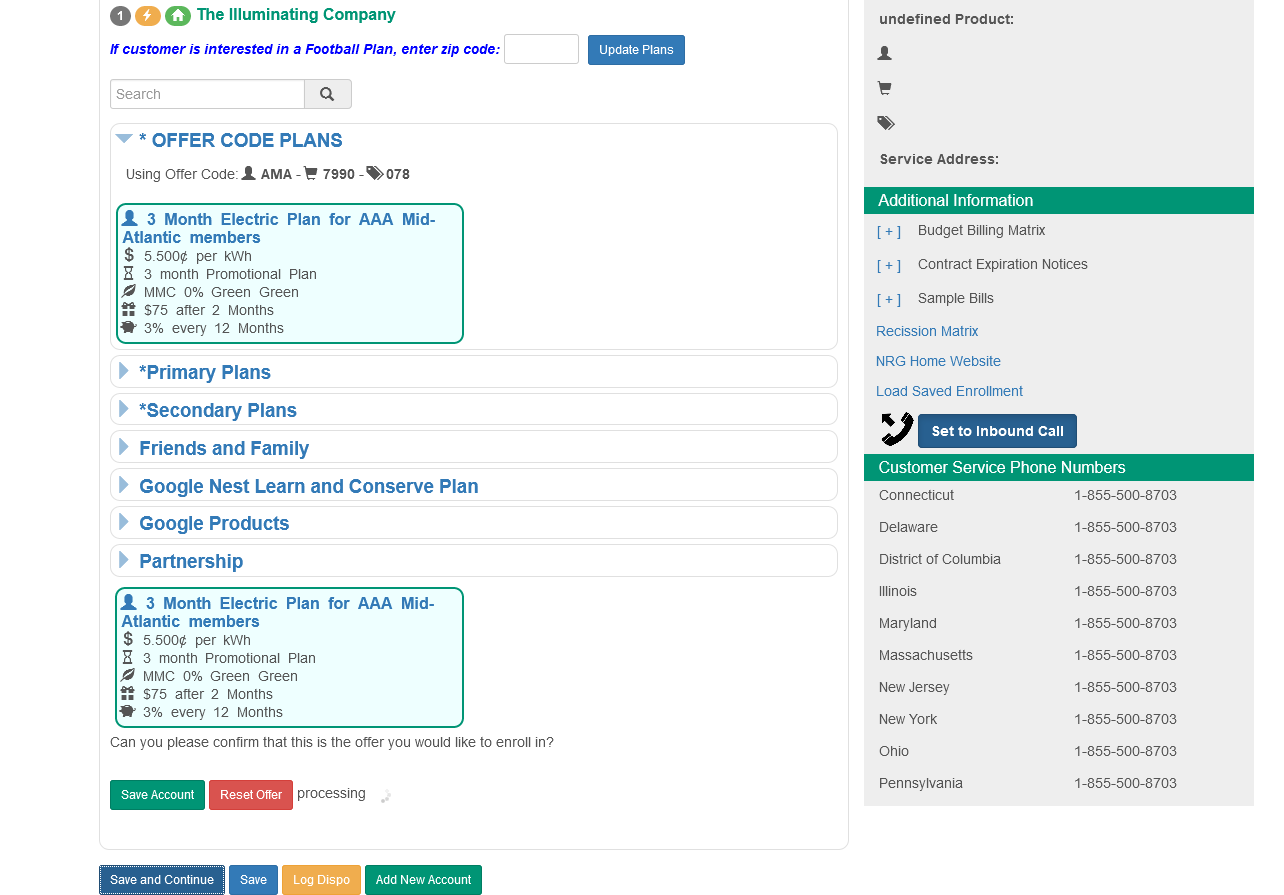 1 The Illuminating Company
If customer is interested in a Football Plan, enter zip code: Update Plans
Search
* OFFER CODE PLANS
Using Offer Code: AMA - 7990 - 078
3 Month Electric Plan for AAA Mid-
Atlantic members
$ 5.500¢ per kWh
3 month Promotional Plan
MMC 0% Green Green
$75 after 2 Months
3% every 12 Months
*Primary Plans
*Secondary Plans
Friends and Family
Google Nest Learn and Conserve Plan
Google Products
Partnership
3 Month Electric Plan for AAA Mid-
Atlantic members
$ 5.500¢ per kWh
3 month Promotional Plan
MMC 0% Green Green
$75 after 2 Months
3% every 12 Months
Can you please confirm that this is the offer you would like to enroll in?
Save Account Reset Offer processing
Save and Continue Save Log Dispo Add New Account
undefined Product:
Service Address:
Additional Information
[ + ] Budget Billing Matrix
[ + ] Contract Expiration Notices
[ + ] Sample Bills
Recission Matrix
NRG Home Website
Load Saved Enrollment
Set to Inbound Call
Customer Service Phone Numbers
Connecticut 1-855-500-8703
Delaware 1-855-500-8703
District of Columbia 1-855-500-8703
Illinois 1-855-500-8703
Maryland 1-855-500-8703
Massachusetts 1-855-500-8703
New Jersey 1-855-500-8703
New York 1-855-500-8703
Ohio 1-855-500-8703
Pennsylvania 1-855-500-8703